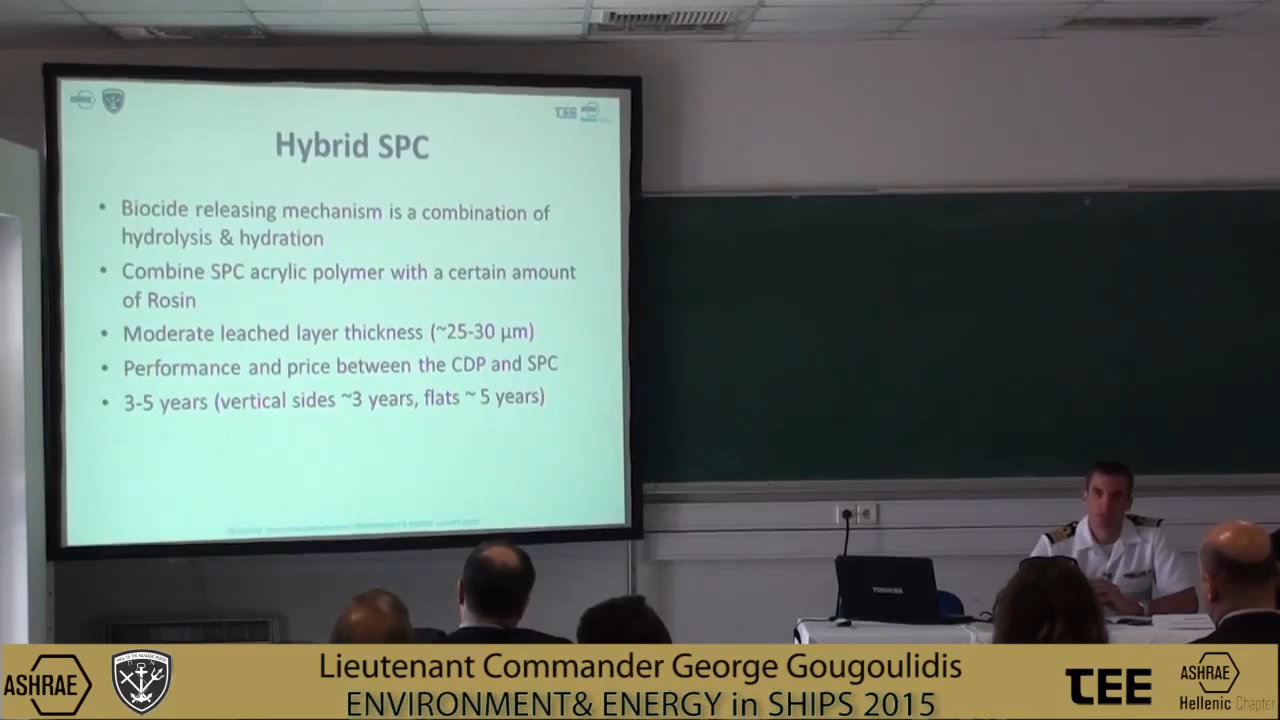 ASHRAE
TEE
ASHRAE
Hybrid SPC
• Biocide releasing mechanism is a combination of
hydrolysis & hydration
• Combine SPC acrylic polymer with a certain amount
of Rosin
• Moderate leached layer thickness (~25-30 µm)
• Performance and price between the CDP and SPC
• 3-5 years (vertical sides ~3 years, flats ~ 5 years)
TOSHIBA
ASHRAE
Lieutenant Commander George Gougoulidis
ENVIRONMENT& ENERGY in SHIPS 2015
TEE
ASHRAE
Hellenic Chapter